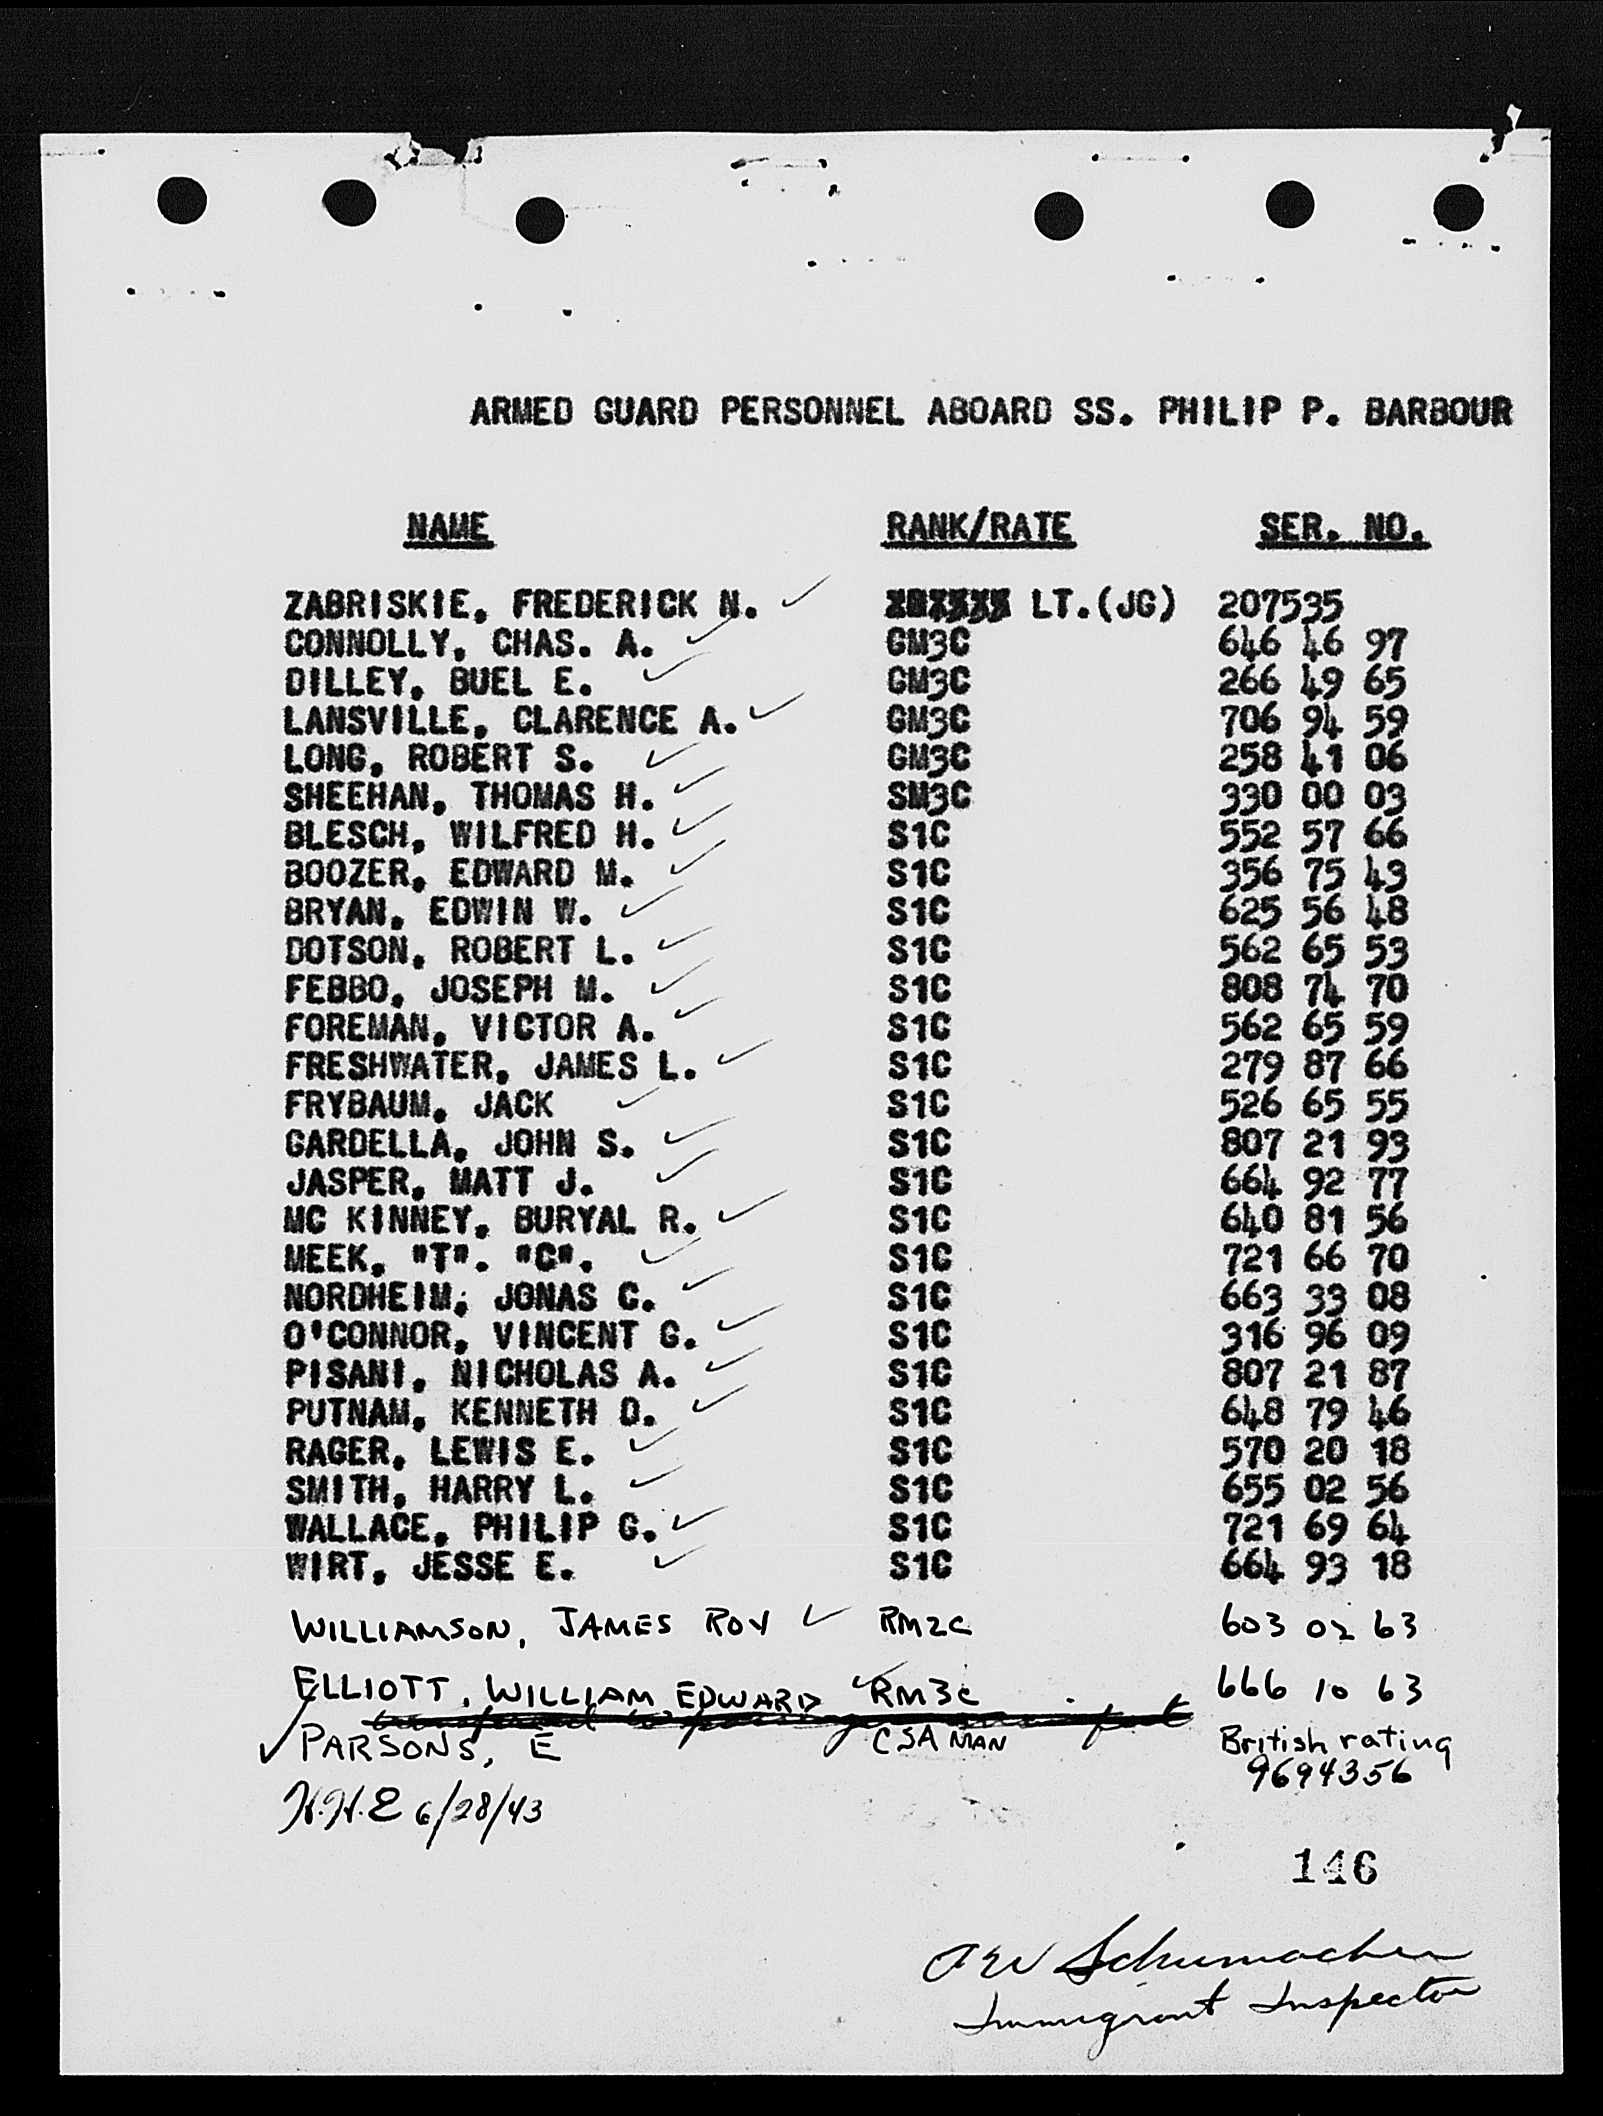 ARMED GUARD PERSONNEL ABOARD SS. PHILIP P. BARBOUR
NAME RANK/RATE SER. NO.
ZABRISKIE, FREDERICK N. ✓ LT.(JG) 207535
CONNOLLY, CHAS. A. ✓ GM3C 646 46 97
DILLEY, BUEL E. ✓ GM3C 266 49 65
LANSVILLE, CLARENCE A. ✓ GM3C 706 94 59
LONG, ROBERT S. ✓ GM3C 258 41 06
SHEEHAN, THOMAS H. ✓ SM3C 330 00 03
BLESCH, WILFRED H. ✓ S1C 552 57 66
BOOZER, EDWARD M. ✓ S1C 356 75 43
BRYAN, EDWIN W. ✓ S1C 625 56 48
DOTSON, ROBERT L. ✓ S1C 562 65 53
FEBBO, JOSEPH M. ✓ S1C 808 74 70
FOREMAN, VICTOR A. ✓ S1C 562 65 59
FRESHWATER, JAMES L. ✓ S1C 279 87 66
FRYBAUM, JACK ✓ S1C 526 65 55
GARDELLA, JOHN S. ✓ S1C 807 21 93
JASPER, MATT J. ✓ S1C 664 92 77
MC KINNEY, BURYAL R. ✓ S1C 640 81 56
MEEK, "T". "C". ✓ S1C 721 66 70
NORDHEIM, JONAS C. ✓ S1C 663 33 08
O'CONNOR, VINCENT G. ✓ S1C 316 96 09
PISANI, NICHOLAS A. ✓ S1C 807 21 87
PUTNAM, KENNETH D. ✓ S1C 648 79 46
RAGER, LEWIS E. ✓ S1C 570 20 18
SMITH, HARRY L. ✓ S1C 655 02 56
WALLACE, PHILIP G. ✓ S1C 721 69 64
WIRT, JESSE E. ✓ S1C 664 93 18
WILLIAMSON, JAMES ROY ✓ RM2C 603 02 63
ELLIOTT, WILLIAM EDWARD ✓ RM3C 666 10 63
✓ PARSONS, E CSA MAN British rating
9694356
H.H.E 6/28/43
146
Schumacher
Immigrant Inspector